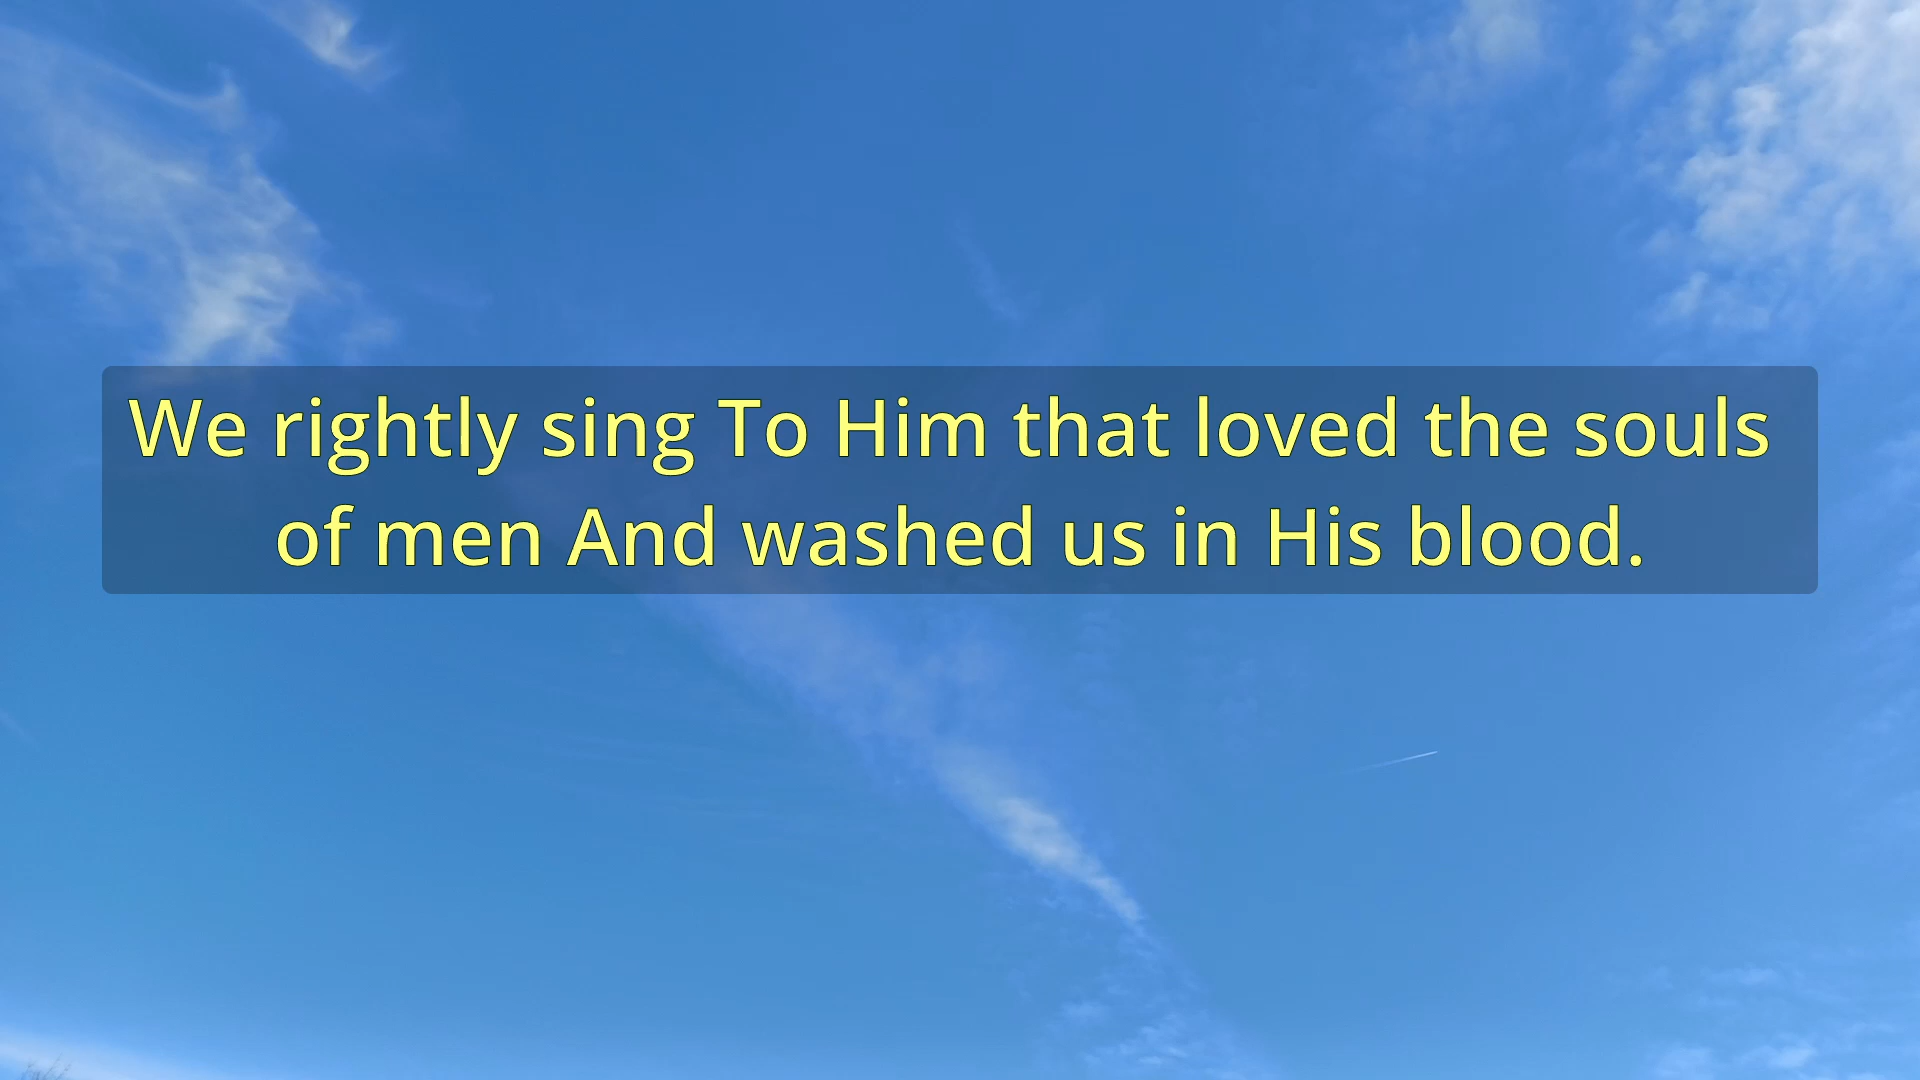 We rightly sing To Him that loved the souls
of men And washed us in His blood.